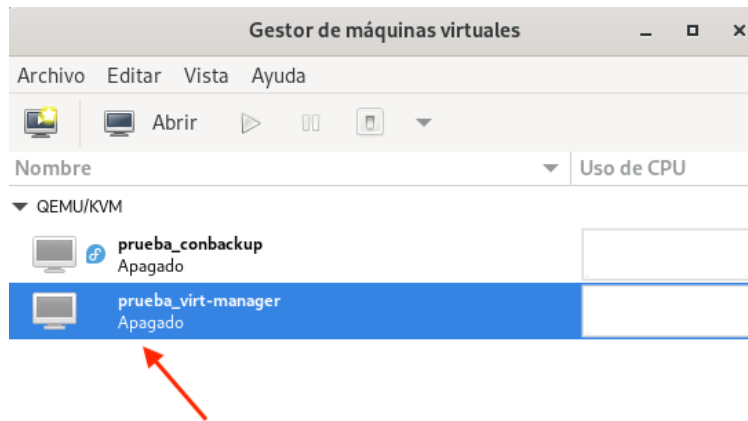 Gestor de máquinas virtuales
Archivo Editar Vista Ayuda
Abrir
Nombre Uso de CPU
QEMU/KVM
prueba_conbackup
Apagado
prueba_virt-manager
Apagado